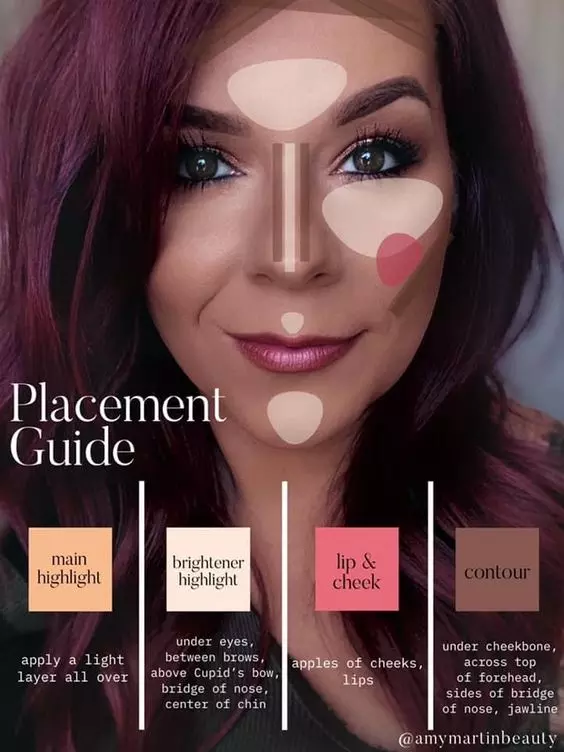 Placement
Guide
main
highlight
apply a light
layer all over
brightener
highlight
under eyes,
between brows,
above Cupid's bow,
bridge of nose,
center of chin
lip &
cheek
apples of cheeks,
lips
contour
under cheekbone,
across top
of forehead,
sides of bridge
of nose, jawline
@amymartinbeauty